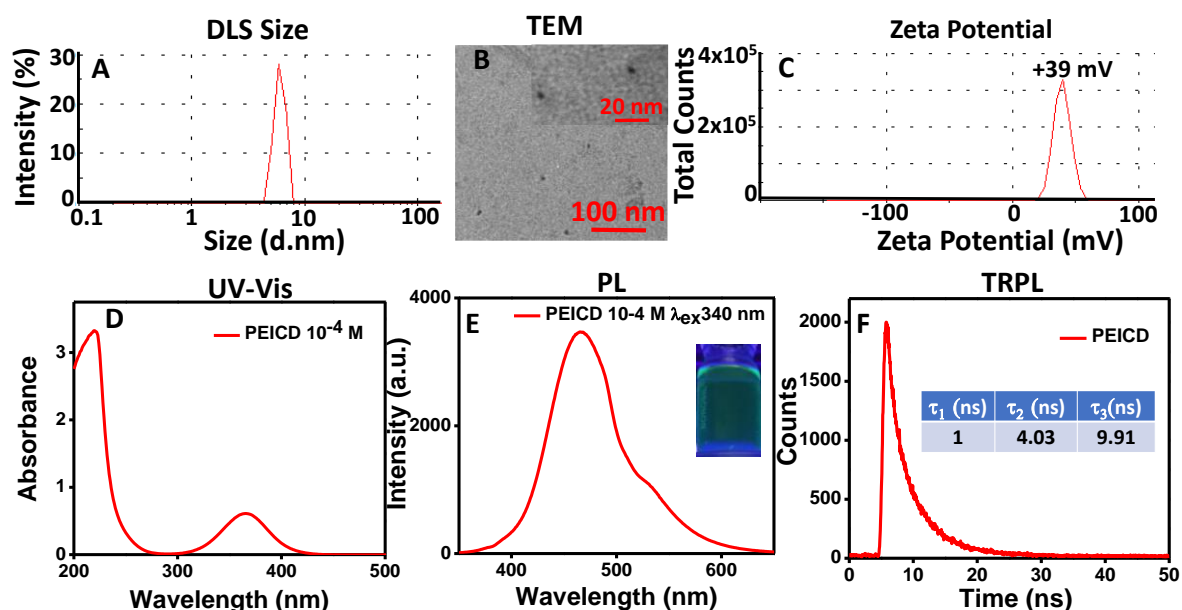 DLS Size
A
Intensity (%)
30
20
10
0
0.1
1
10
100
Size (d.nm)
TEM
B
20 nm
100 nm
Zeta Potential
C
+39 mV
Total Counts
4x10⁵
2x10⁵
0
-100
0
100
Zeta Potential (mV)
UV-Vis
D
PEICD 10⁻⁴ M
Absorbance
3
2
1
0
200
300
400
500
Wavelength (nm)
PL
E
PEICD 10-4 M λex340 nm
Intensity (a.u.)
4000
2000
0
400
500
600
Wavelength (nm)
TRPL
F
PEICD
Counts
2000
1500
1000
500
0
τ1 (ns) τ2 (ns) τ3(ns)
1 4.03 9.91
0
10
20
30
40
50
Time (ns)